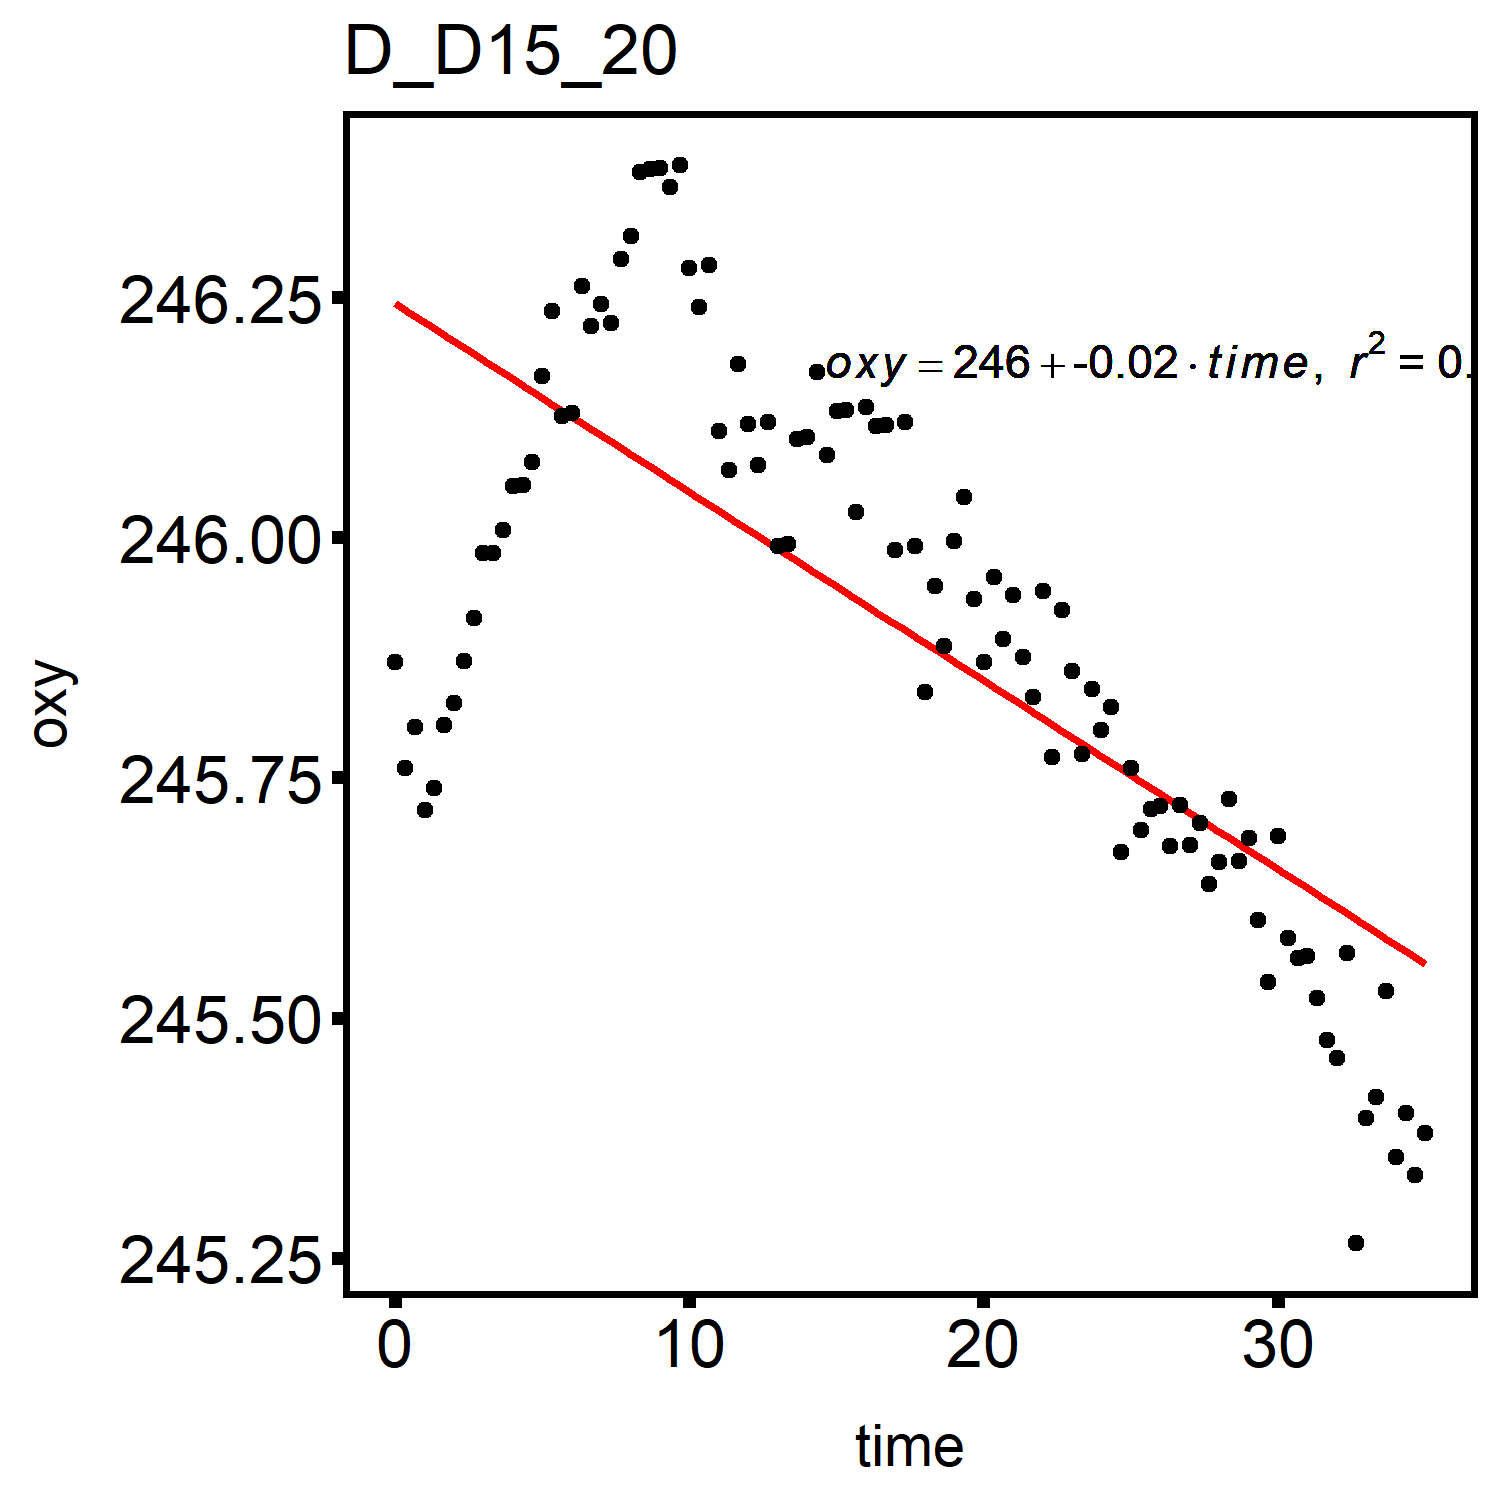 D_D15_20
246.25
oxy = 246 + -0.02 · time, r² = 0.
246.00
245.75
245.50
245.25
oxy
0 10 20 30
time